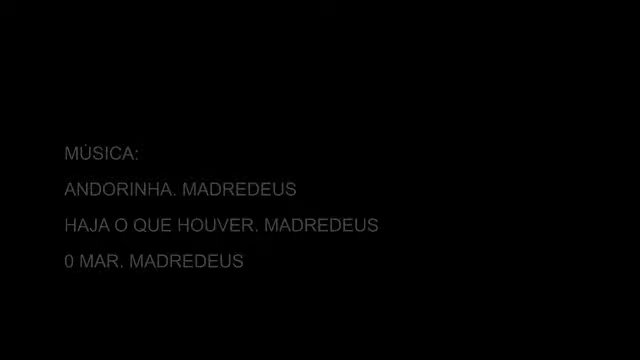 MÚSICA:
ANDORINHA. MADREDEUS
HAJA O QUE HOUVER. MADREDEUS
0 MAR. MADREDEUS